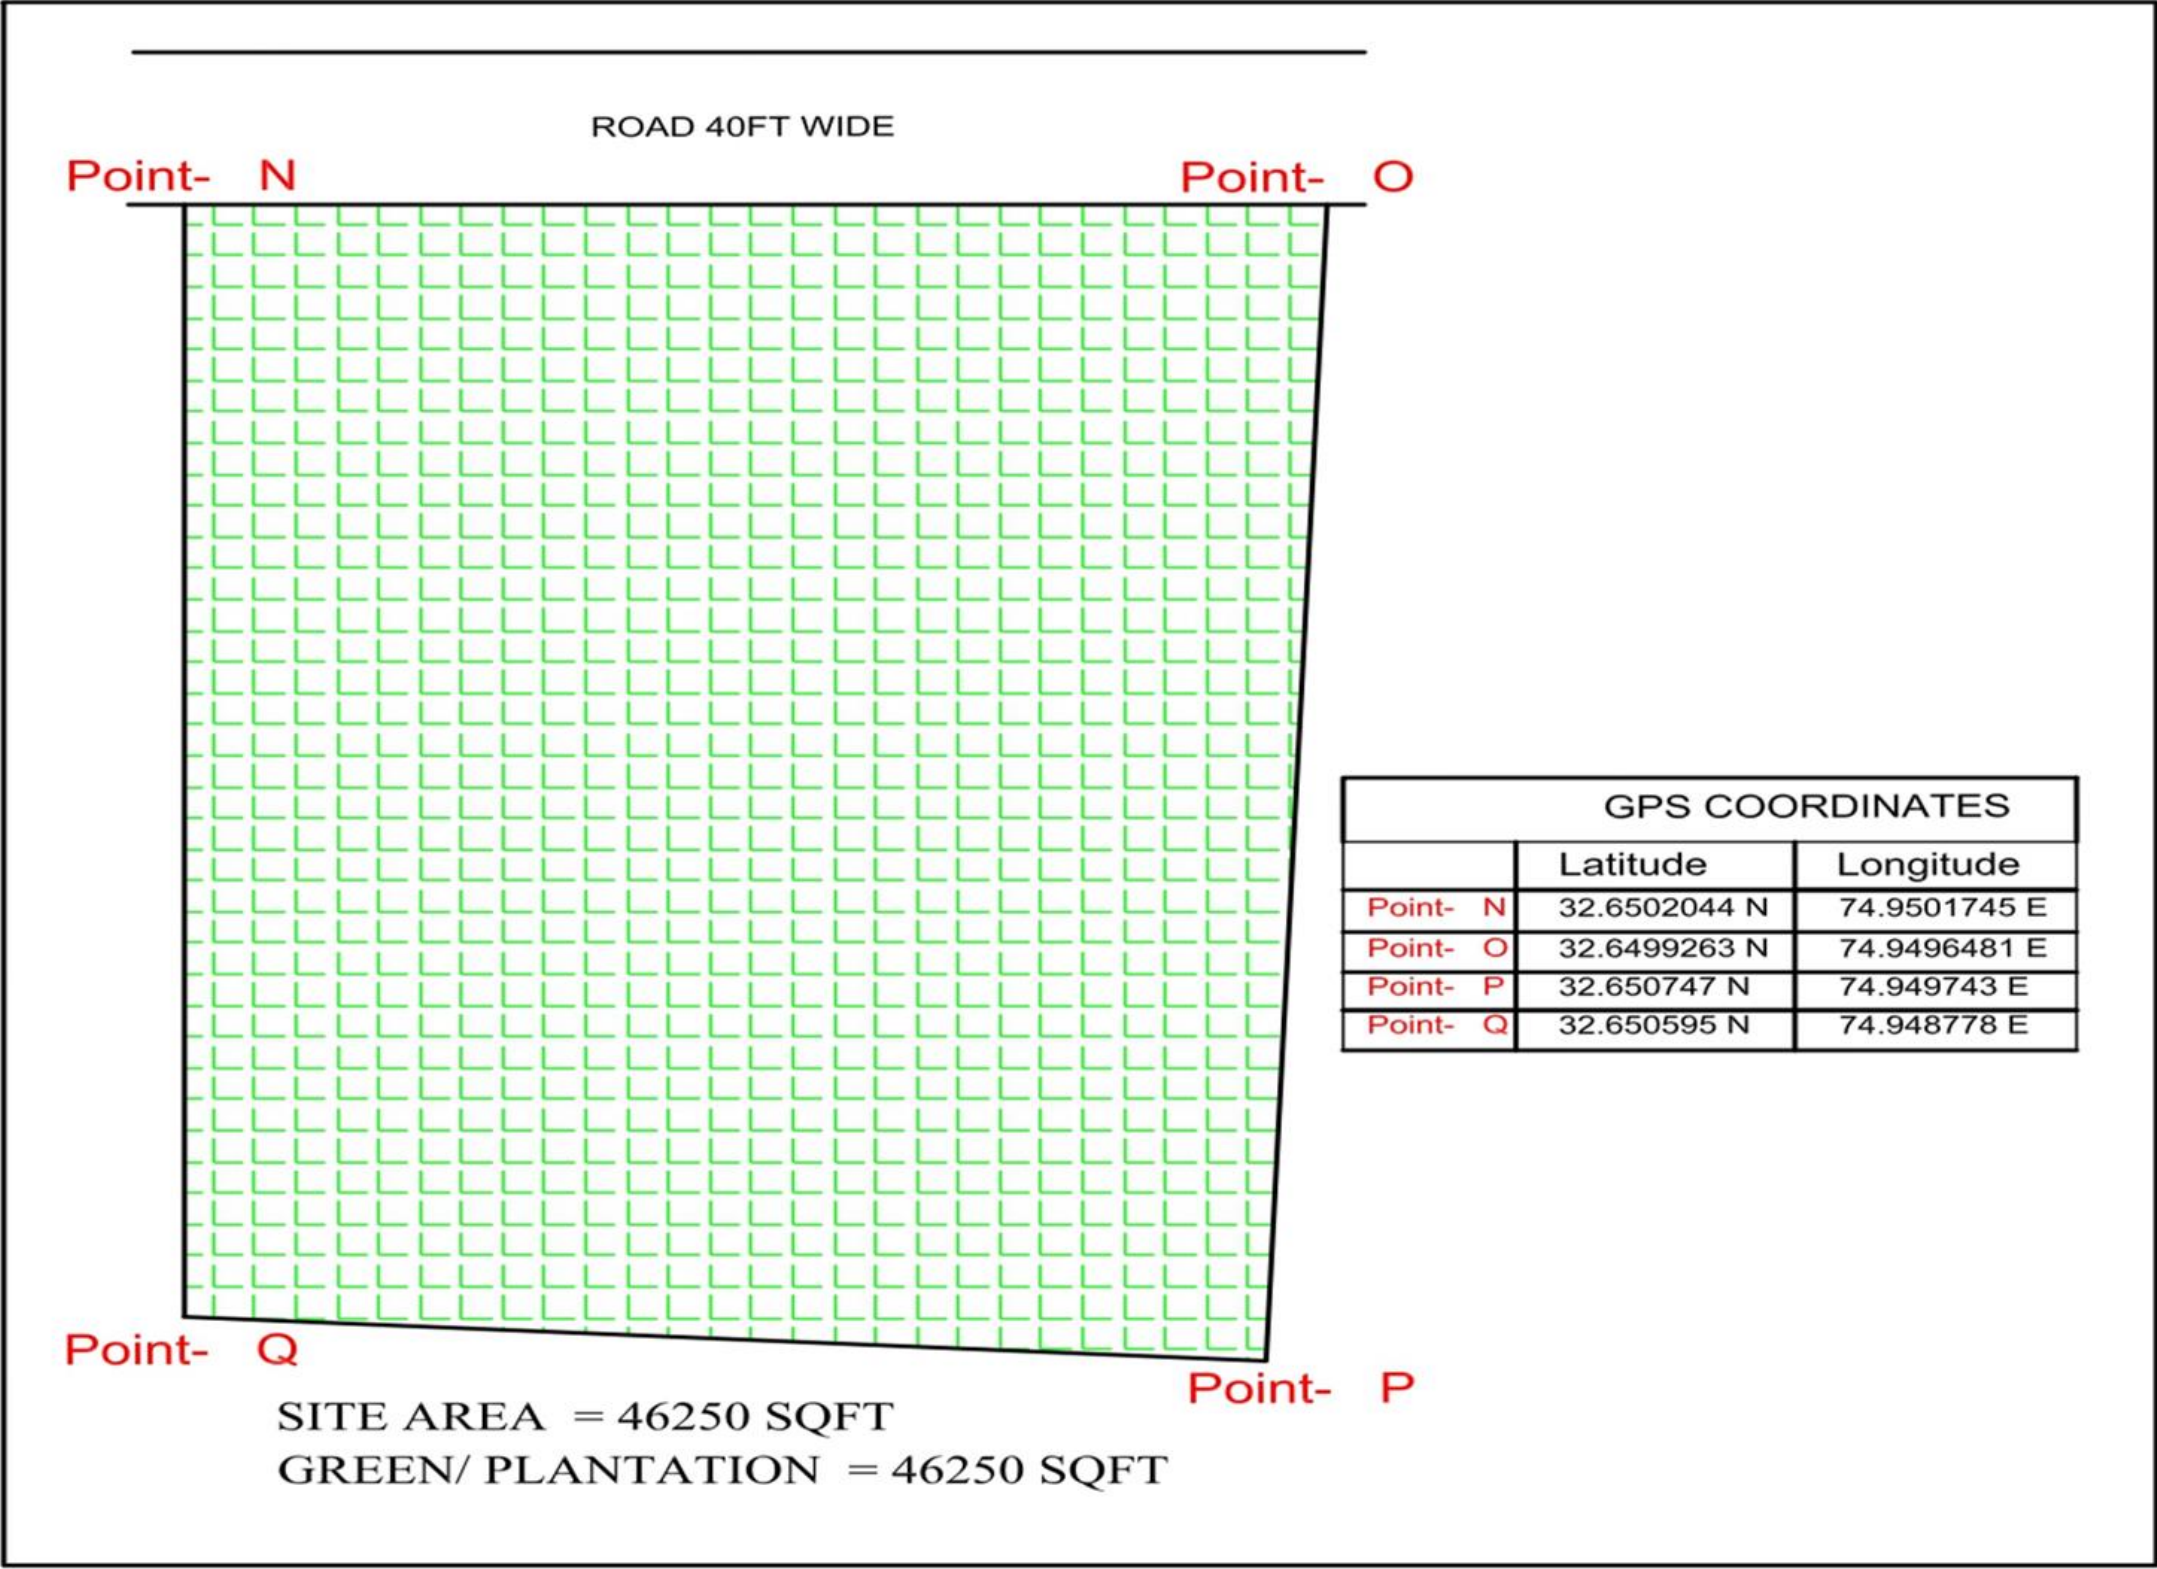 ROAD 40FT WIDE
Point- N
Point- O
GPS COORDINATES
Latitude Longitude
Point- N 32.6502044 N 74.9501745 E
Point- O 32.6499263 N 74.9496481 E
Point- P 32.650747 N 74.949743 E
Point- Q 32.650595 N 74.948778 E
Point- Q
Point- P
SITE AREA = 46250 SQFT
GREEN/ PLANTATION = 46250 SQFT